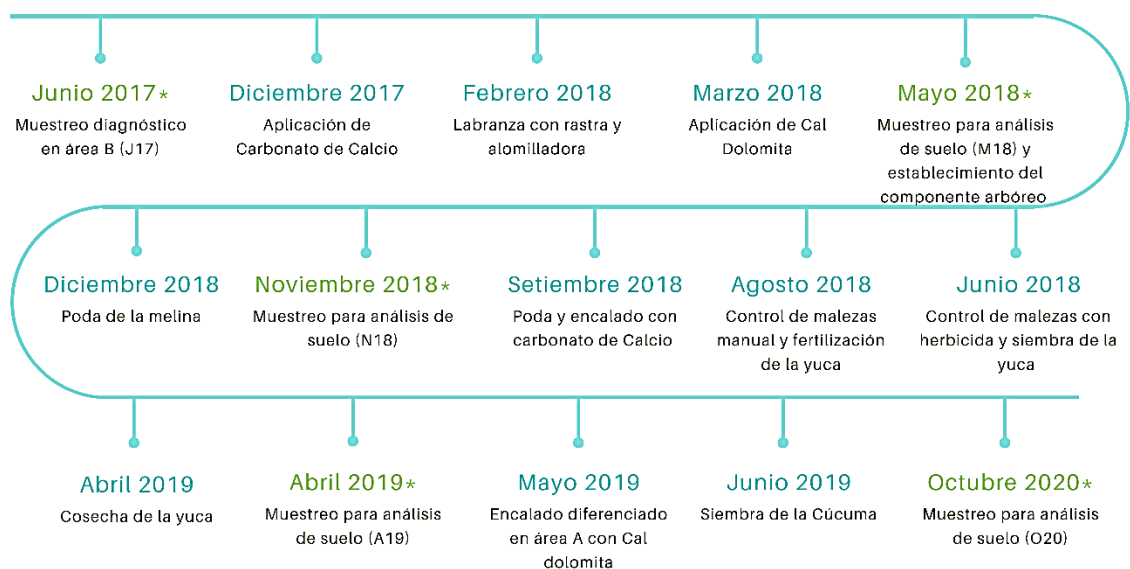 Junio 2017*
Muestreo diagnóstico
en área B (J17)
Diciembre 2017
Aplicación de
Carbonato de Calcio
Febrero 2018
Labranza con rastra y
alomilladora
Marzo 2018
Aplicación de Cal
Dolomita
Mayo 2018*
Muestreo para análisis
de suelo (M18) y
establecimiento del
componente arbóreo
Diciembre 2018
Poda de la melina
Noviembre 2018*
Muestreo para análisis de
suelo (N18)
Setiembre 2018
Poda y encalado con
carbonato de Calcio
Agosto 2018
Control de malezas
manual y fertilización
de la yuca
Junio 2018
Control de malezas con
herbicida y siembra de la
yuca
Abril 2019
Cosecha de la yuca
Abril 2019*
Muestreo para análisis
de suelo (A19)
Mayo 2019
Encalado diferenciado
en área A con Cal
dolomita
Junio 2019
Siembra de la Cúcuma
Octubre 2020*
Muestreo para análisis
de suelo (O20)